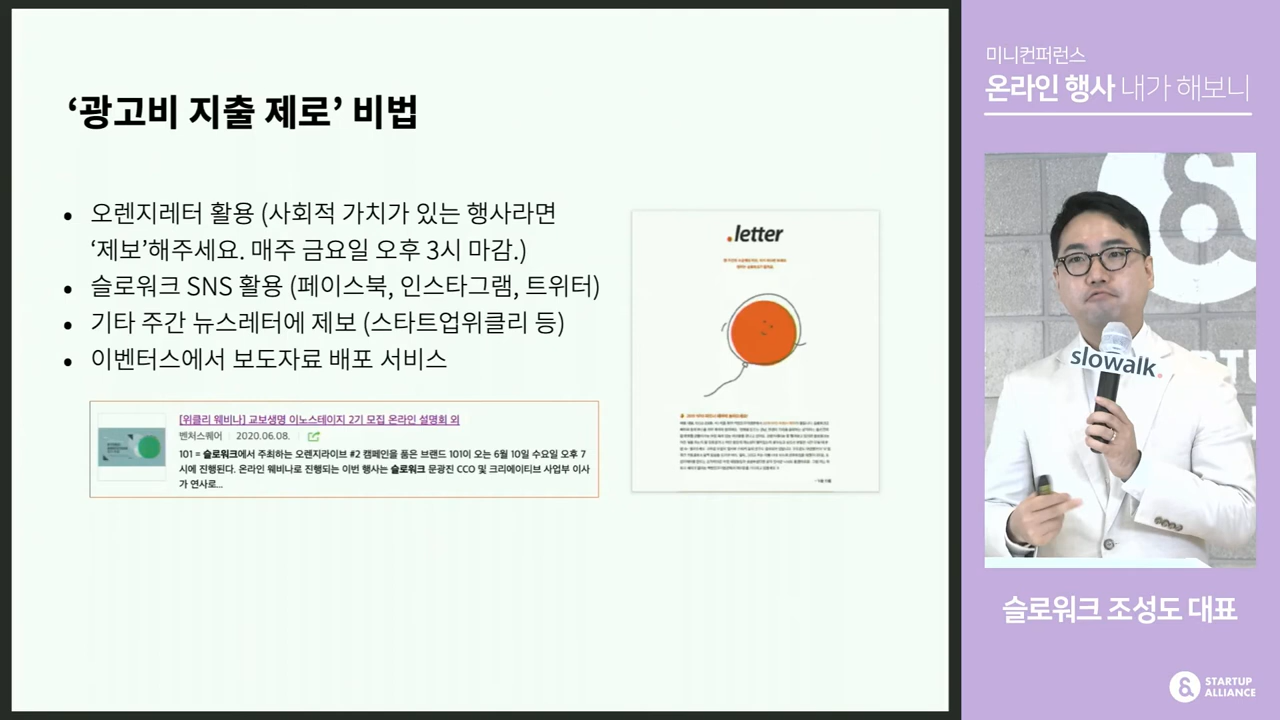 ‘광고비 지출 제로’ 비법
• 오렌지레터 활용 (사회적 가치가 있는 행사라면
‘제보’해주세요. 매주 금요일 오후 3시 마감.)
• 슬로워크 SNS 활용 (페이스북, 인스타그램, 트위터)
• 기타 주간 뉴스레터에 제보 (스타트업위클리 등)
• 이벤터스에서 보도자료 배포 서비스
[위클리 웨비나] 교보생명 이노스테이지 2기 모집 온라인 설명회 외
벤처스퀘어 2020.06.08.
101 = 슬로워크에서 주최하는 오렌지라이브 #2 캠페인을 품은 브랜드 101이 오는 6월 10일 수요일 오후 7
시에 진행된다. 온라인 웨비나로 진행되는 이번 행사는 슬로워크 문광진 CCO 및 크리에이티브 사업부 이사
가 연사로...
.letter
미니컨퍼런스
온라인 행사 내가 해보니
slowalk.
슬로워크 조성도 대표
STARTUP
ALLIANCE